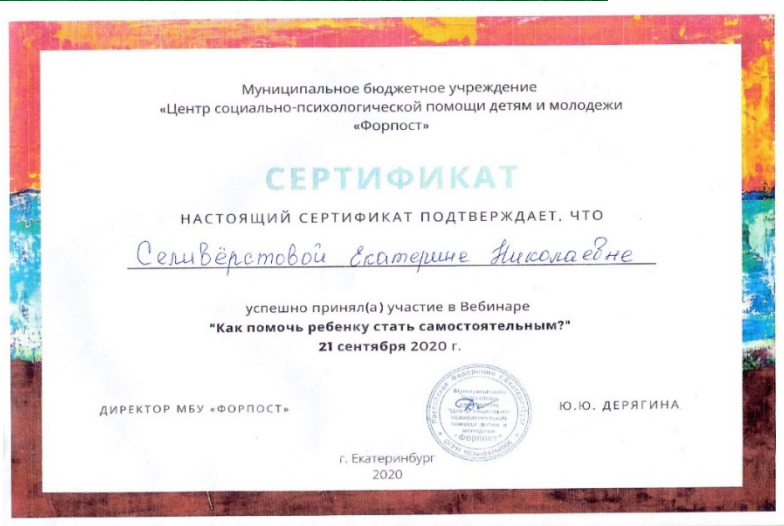 Муниципальное бюджетное учреждение
«Центр социально-психологической помощи детям и молодежи
«Форпост»
СЕРТИФИКАТ
НАСТОЯЩИЙ СЕРТИФИКАТ ПОДТВЕРЖДАЕТ, ЧТО
Селивёрстовой Екатерине Николаевне
успешно принял(а) участие в Вебинаре
"Как помочь ребенку стать самостоятельным?"
21 сентября 2020 г.
ДИРЕКТОР МБУ «ФОРПОСТ»
"Форпост"
Ю.Ю. ДЕРЯГИНА
г. Екатеринбург
2020